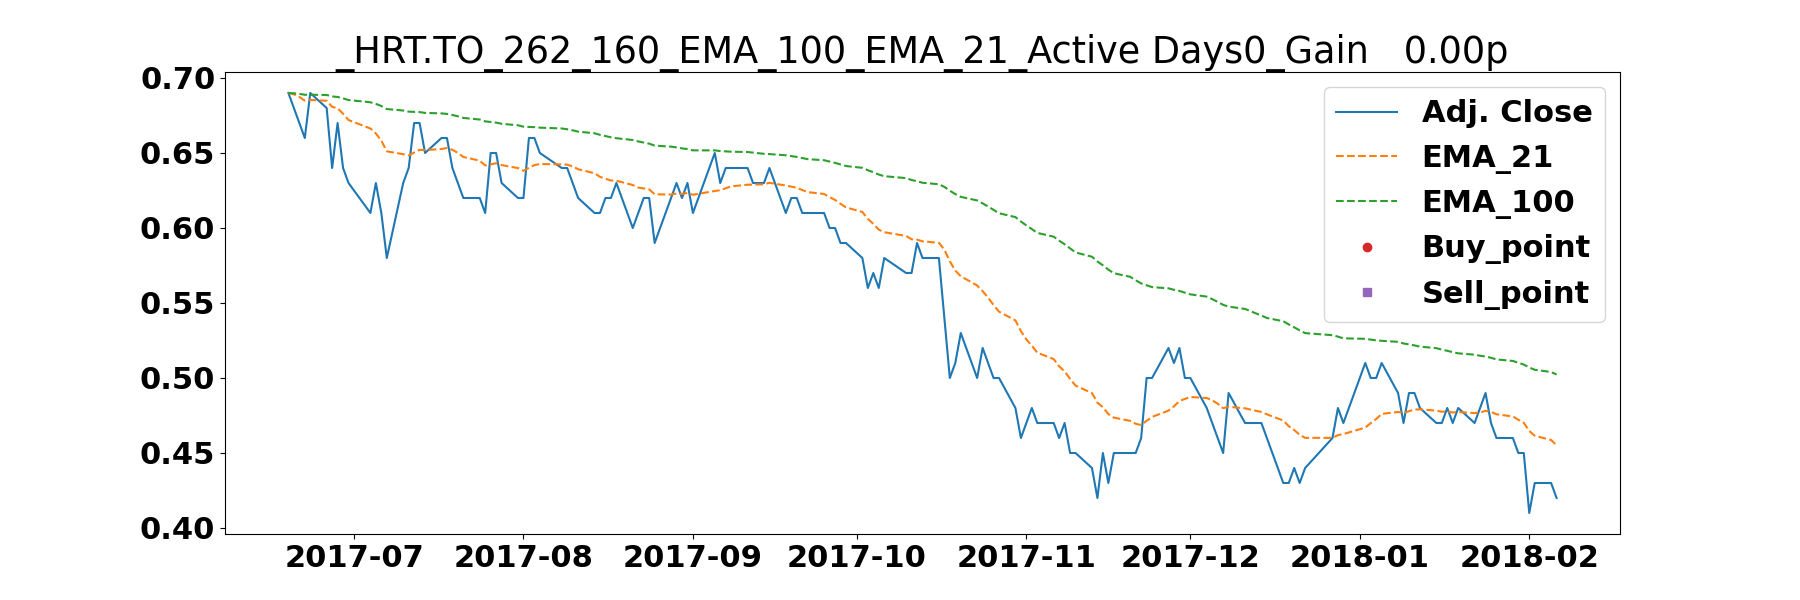 _HRT.TO_262_160_EMA_100_EMA_21_Active Days0_Gain   0.00p
0.70
0.65
0.60
0.55
0.50
0.45
0.40
Adj. Close
EMA_21
EMA_100
Buy_point
Sell_point
2017-07 2017-08 2017-09 2017-10 2017-11 2017-12 2018-01 2018-02